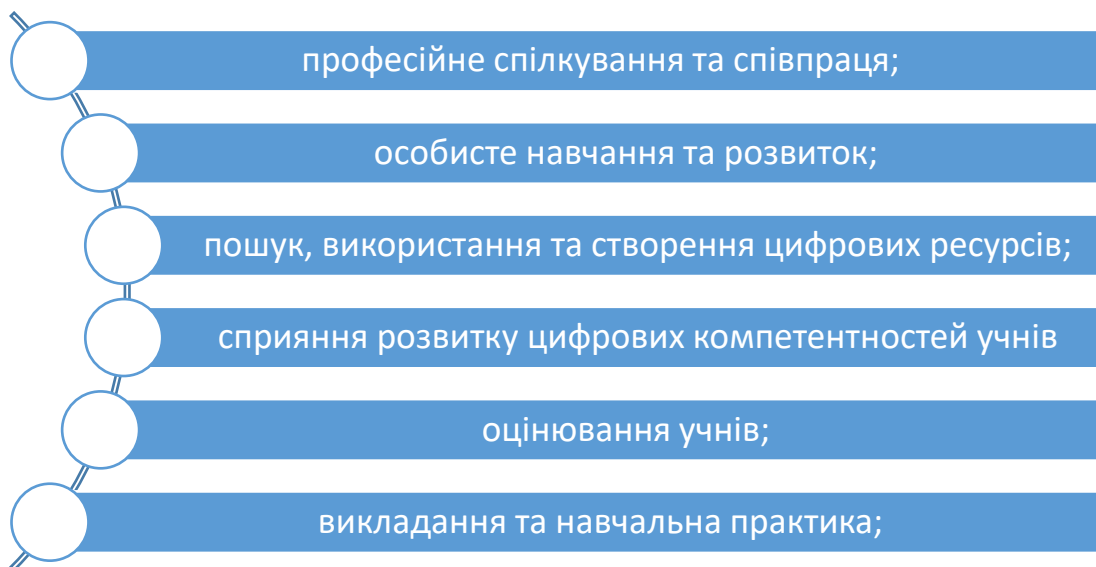 професійне спілкування та співпраця;
особисте навчання та розвиток;
пошук, використання та створення цифрових ресурсів;
сприяння розвитку цифрових компетентностей учнів
оцінювання учнів;
викладання та навчальна практика;